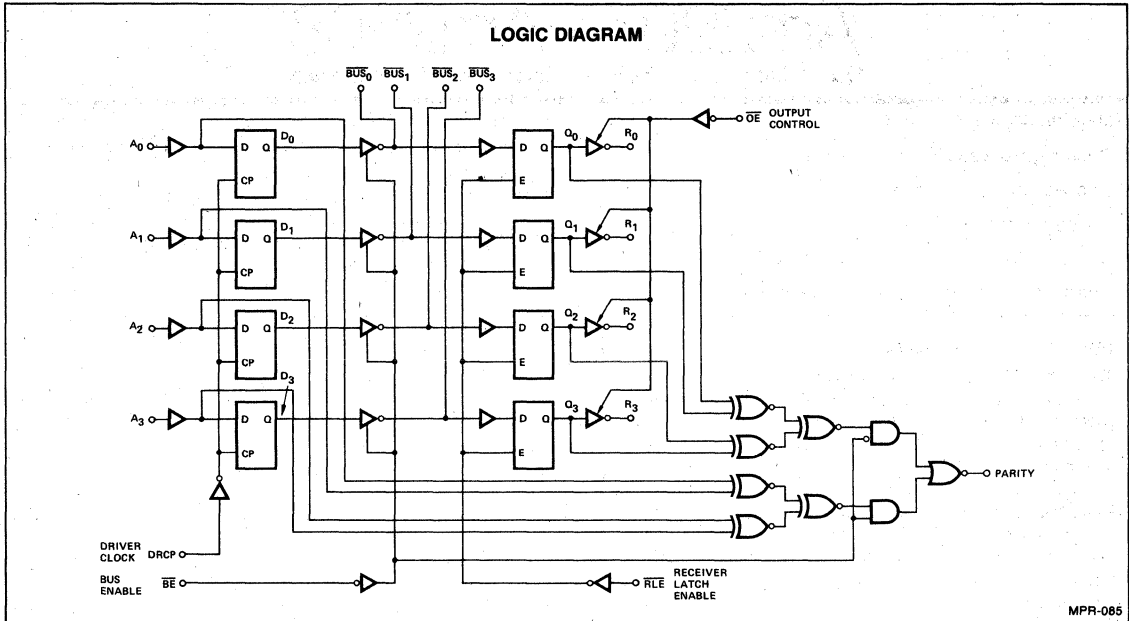 LOGIC DIAGRAM
BUS0 BUS1 BUS2 BUS3
OE OUTPUT CONTROL
A0 D Q D0 CP D Q Q0 E R0
A1 D Q D1 CP D Q Q1 E R1
A2 D Q D2 CP D Q Q2 E R2
A3 D Q D3 CP D Q Q3 E R3
PARITY
DRIVER
CLOCK DRCP
BUS
ENABLE BE
RLE RECEIVER
LATCH
ENABLE
MPR-085